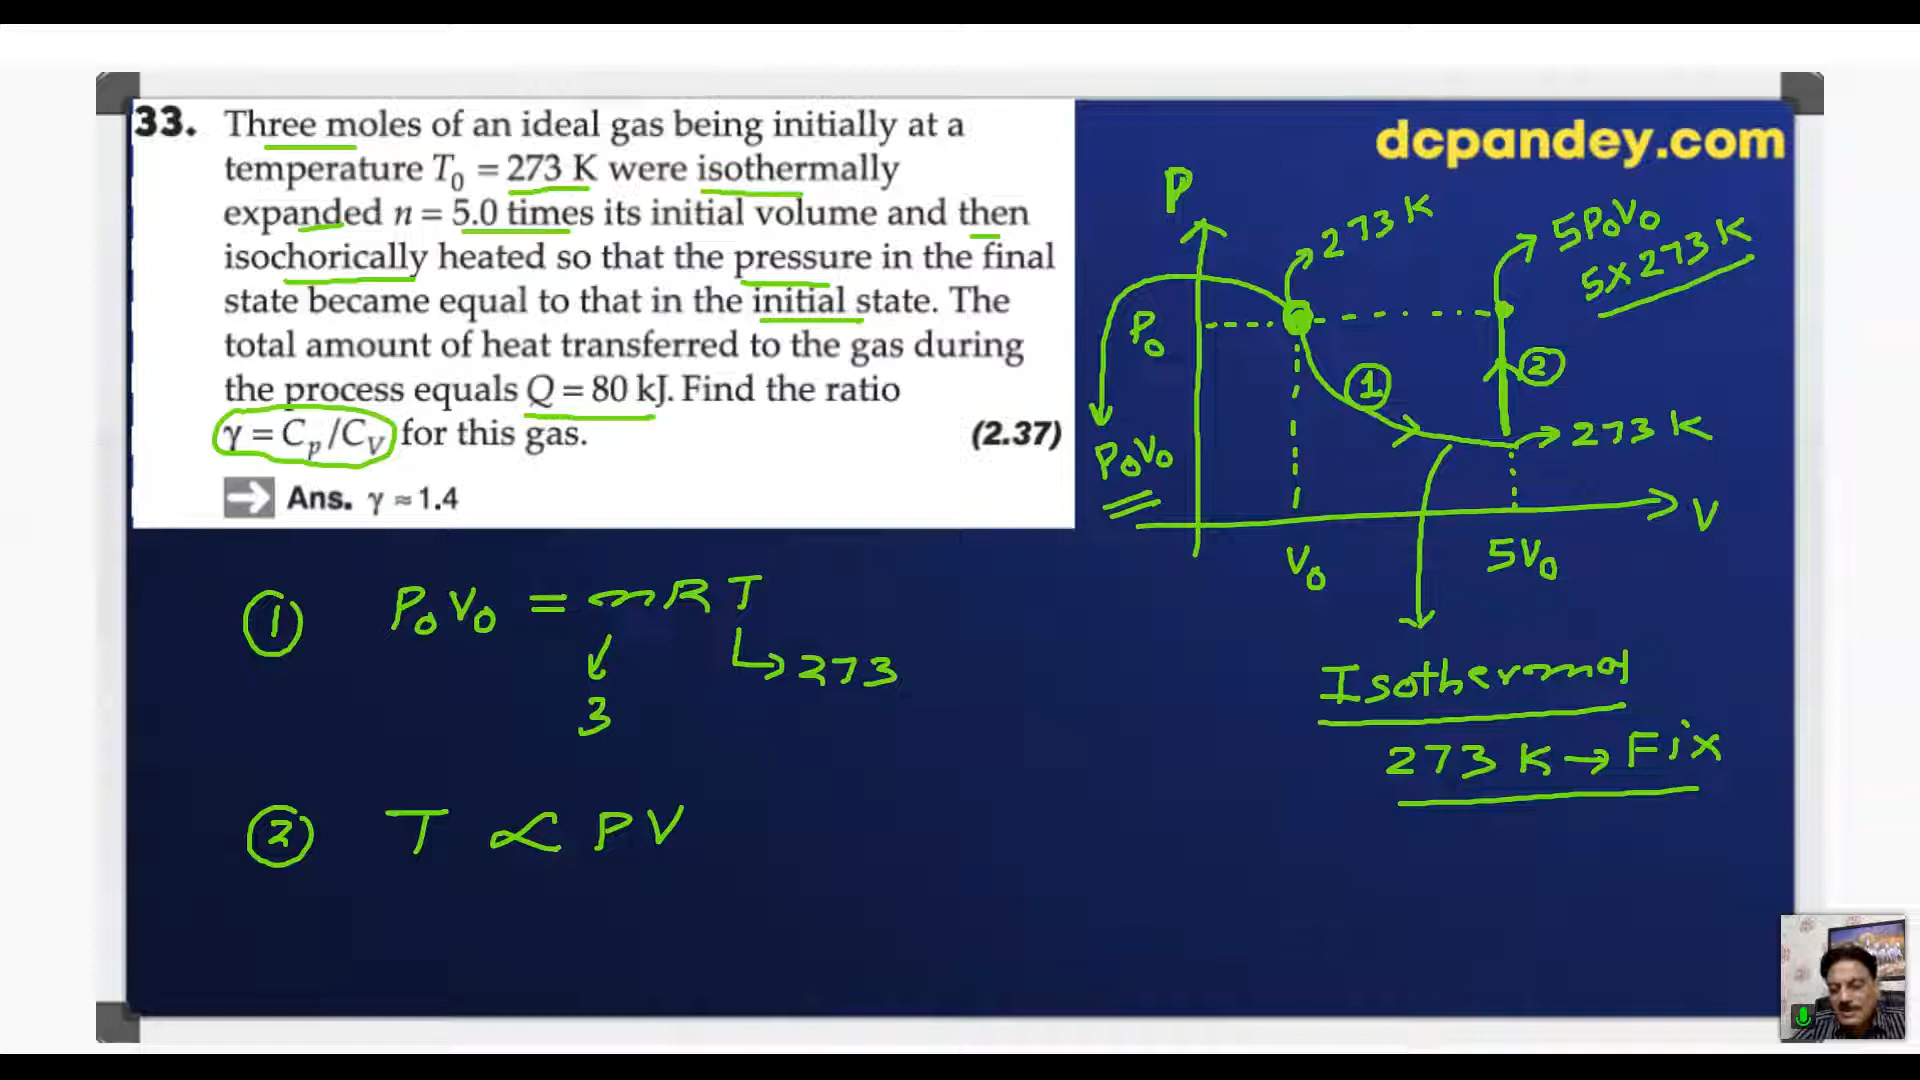 33. Three moles of an ideal gas being initially at a
temperature T₀ = 273 K were isothermally
expanded n = 5.0 times its initial volume and then
isochorically heated so that the pressure in the final
state became equal to that in the initial state. The
total amount of heat transferred to the gas during
the process equals Q = 80 kJ. Find the ratio
γ = Cₚ/C_V for this gas. (2.37)
Ans. γ ≈ 1.4
dcpandey.com
P
273 K
5P₀V₀
5×273 K
P₀
1
2
273 K
P₀V₀
V
V₀
5V₀
Isothermal
273 K → Fix
1 P₀V₀ = nRT
3
273
2 T ∝ PV